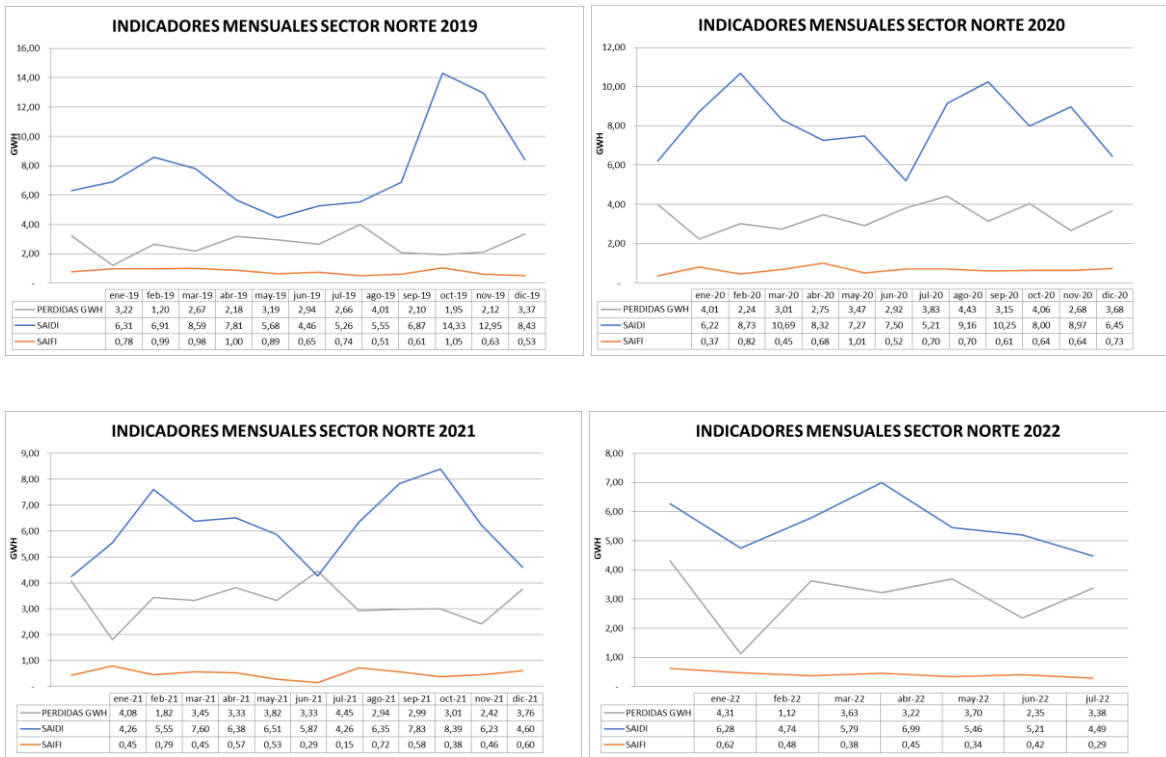 INDICADORES MENSUALES SECTOR NORTE 2019
16,00
14,00
12,00
10,00
8,00
6,00
4,00
2,00
-
GWH
ene-19 feb-19 mar-19 abr-19 may-19 jun-19 jul-19 ago-19 sep-19 oct-19 nov-19 dic-19
PERDIDAS GWH 3,22 1,20 2,67 2,18 3,19 2,94 2,66 4,01 2,10 1,95 2,12 3,37
SAIDI 6,31 6,91 8,59 7,81 5,68 4,46 5,26 5,55 6,87 14,33 12,95 8,43
SAIFI 0,78 0,99 0,98 1,00 0,89 0,65 0,74 0,51 0,61 1,05 0,63 0,53
INDICADORES MENSUALES SECTOR NORTE 2020
12,00
10,00
8,00
6,00
4,00
2,00
-
GWH
ene-20 feb-20 mar-20 abr-20 may-20 jun-20 jul-20 ago-20 sep-20 oct-20 nov-20 dic-20
PERDIDAS GWH 4,01 2,24 3,01 2,75 3,47 2,92 3,83 4,43 3,15 4,06 2,68 3,68
SAIDI 6,22 8,73 10,69 8,32 7,27 7,50 5,21 9,16 10,25 8,00 8,97 6,45
SAIFI 0,37 0,82 0,45 0,68 1,01 0,52 0,70 0,70 0,61 0,64 0,64 0,73
INDICADORES MENSUALES SECTOR NORTE 2021
9,00
8,00
7,00
6,00
5,00
4,00
3,00
2,00
1,00
-
GWH
ene-21 feb-21 mar-21 abr-21 may-21 jun-21 jul-21 ago-21 sep-21 oct-21 nov-21 dic-21
PERDIDAS GWH 4,08 1,82 3,45 3,33 3,82 3,33 4,45 2,94 2,99 3,01 2,42 3,76
SAIDI 4,26 5,55 7,60 6,38 6,51 5,87 4,26 6,35 7,83 8,39 6,23 4,60
SAIFI 0,45 0,79 0,45 0,57 0,53 0,29 0,15 0,72 0,58 0,38 0,46 0,60
INDICADORES MENSUALES SECTOR NORTE 2022
8,00
7,00
6,00
5,00
4,00
3,00
2,00
1,00
-
GWH
ene-22 feb-22 mar-22 abr-22 may-22 jun-22 jul-22
PERDIDAS GWH 4,31 1,12 3,63 3,22 3,70 2,35 3,38
SAIDI 6,28 4,74 5,79 6,99 5,46 5,21 4,49
SAIFI 0,62 0,48 0,38 0,45 0,34 0,42 0,29